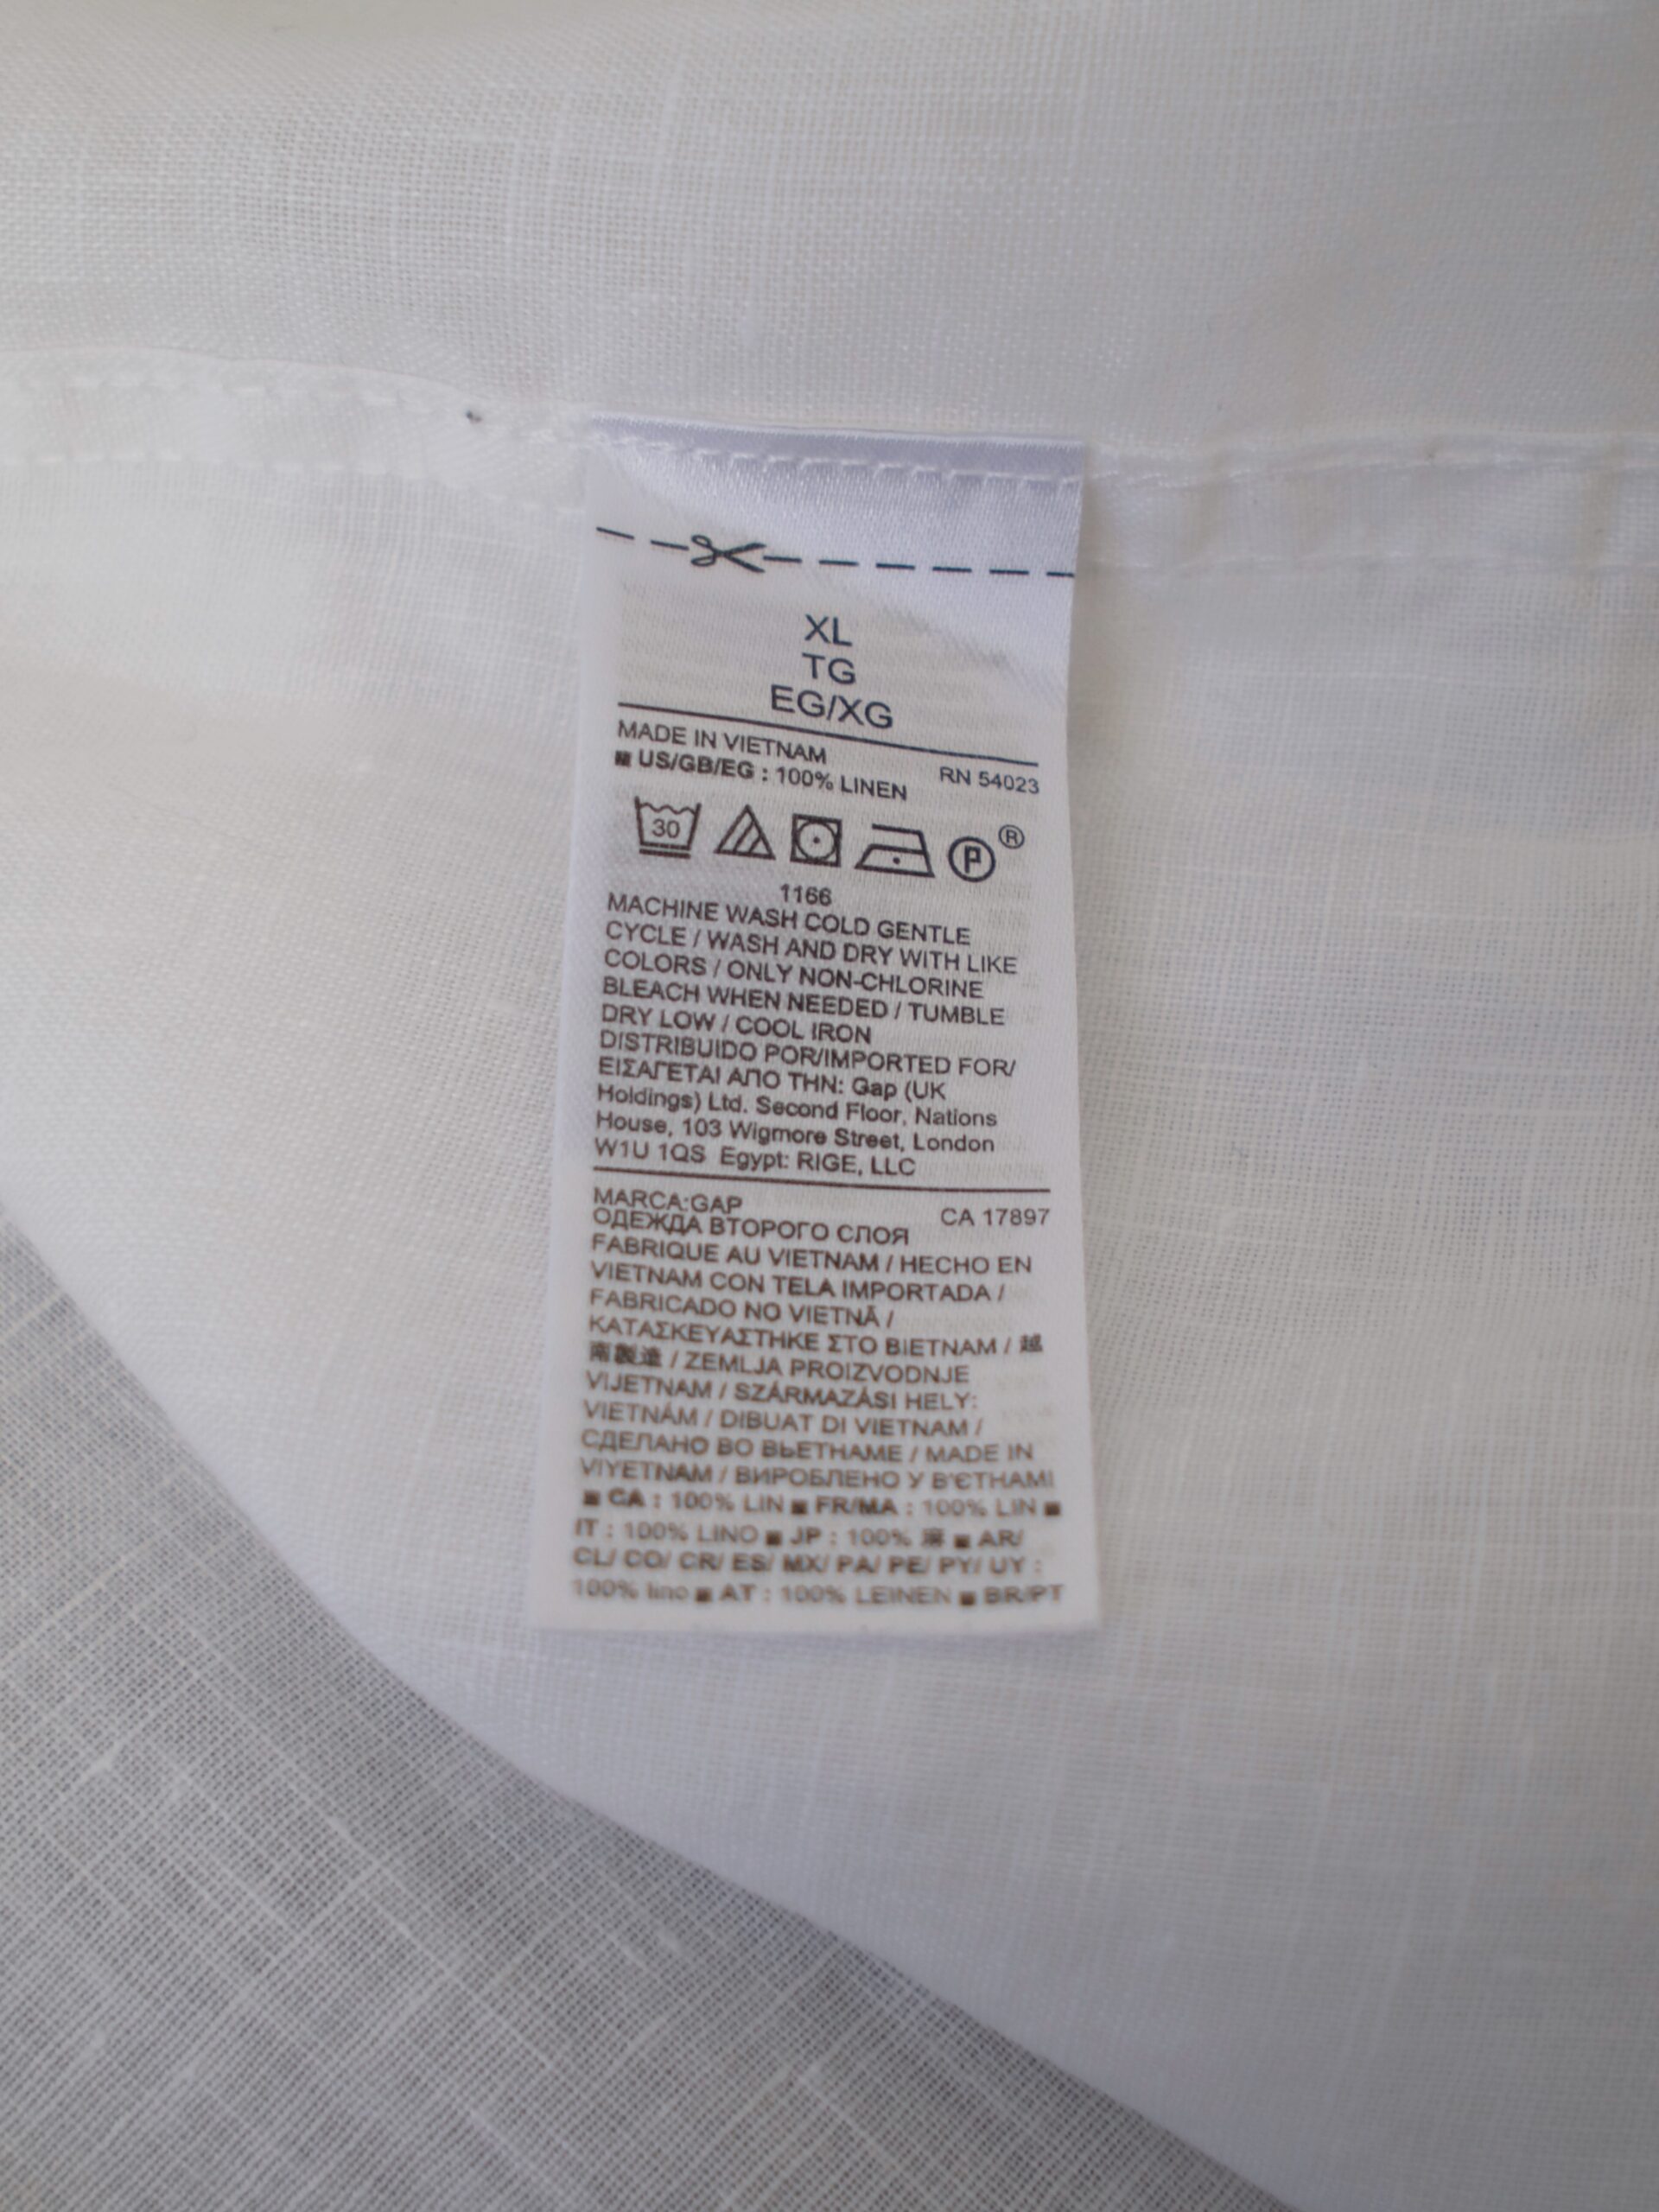 XL
TG
EG/XG
MADE IN VIETNAM
RN 54023
■ US/GB/EG : 100% LINEN
30
P
®
1166
MACHINE WASH COLD GENTLE
CYCLE / WASH AND DRY WITH LIKE
COLORS / ONLY NON-CHLORINE
BLEACH WHEN NEEDED / TUMBLE
DRY LOW / COOL IRON
DISTRIBUIDO POR/IMPORTED FOR/
ΕΙΣΑΓΕΤΑΙ ΑΠΟ ΤΗΝ: Gap (UK
Holdings) Ltd. Second Floor, Nations
House, 103 Wigmore Street, London
W1U 1QS Egypt: RIGE, LLC
MARCA:GAP
CA 17897
ОДЕЖДА ВТОРОГО СЛОЯ
FABRIQUE AU VIETNAM / HECHO EN
VIETNAM CON TELA IMPORTADA /
FABRICADO NO VIETNÃ /
ΚΑΤΑΣΚΕΥΑΣΤΗΚΕ ΣΤΟ ΒΙΕΤΝΑΜ / 越
南製造 / ZEMLJA PROIZVODNJE
VIJETNAM / SZÁRMAZÁSI HELY:
VIETNÁM / DIBUAT DI VIETNAM /
СДЕЛАНО ВО ВЬЕТНАМЕ / MADE IN
VIYETNAM / ВИРОБЛЕНО У В'ЄТНАМІ
■ CA : 100% LIN ■ FR/MA : 100% LIN ■
IT : 100% LINO ■ JP : 100% 麻 ■ AR/
CL/ CO/ CR/ ES/ MX/ PA/ PE/ PY/ UY :
100% lino ■ AT : 100% LEINEN ■ BR/PT